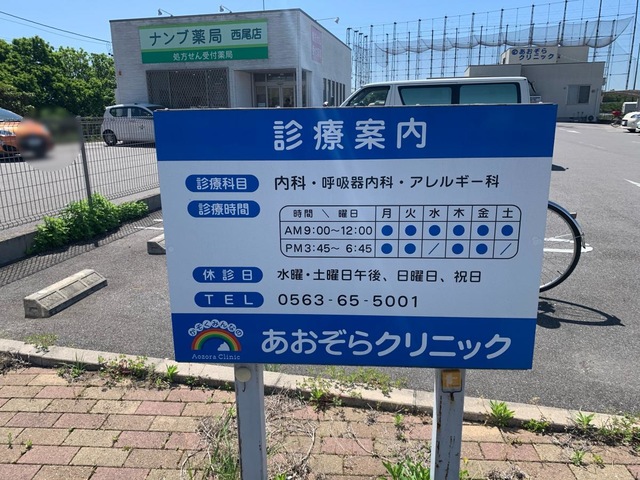 ナンブ薬局 西尾店
処方せん受付薬局
薬局
あおぞら
クリニック
診療案内
診療科目 内科・呼吸器内科・アレルギー科
診療時間
時間 \ 曜日 月 火 水 木 金 土
AM9:00～12:00 ● ● ● ● ● ●
PM3:45～ 6:45 ● ● / ● ● /
休診日 水曜・土曜日午後、日曜日、祝日
TEL 0563-65-5001
Aozora Clinic
あおぞらクリニック